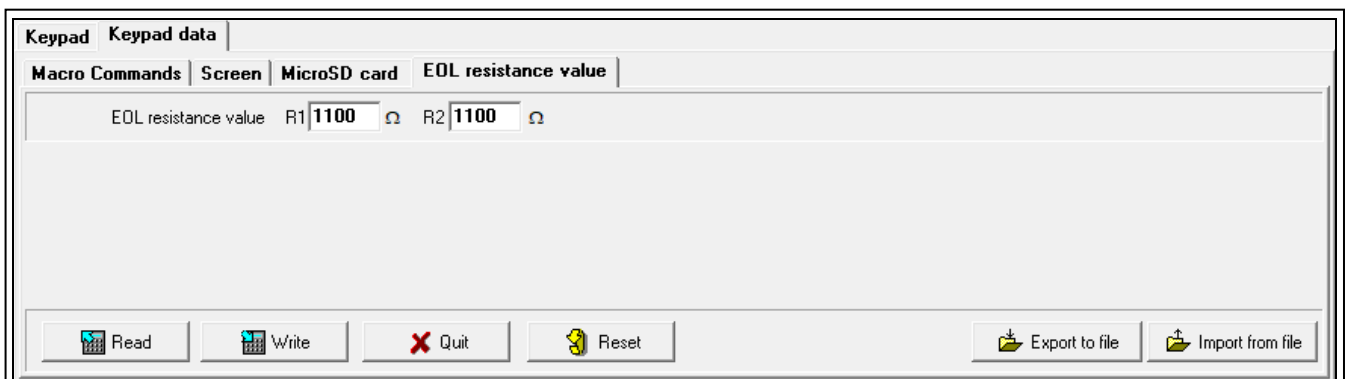 Keypad Keypad data
Macro Commands Screen MicroSD card EOL resistance value
EOL resistance value R1 1100 Ω R2 1100 Ω
Read Write Quit Reset Export to file Import from file